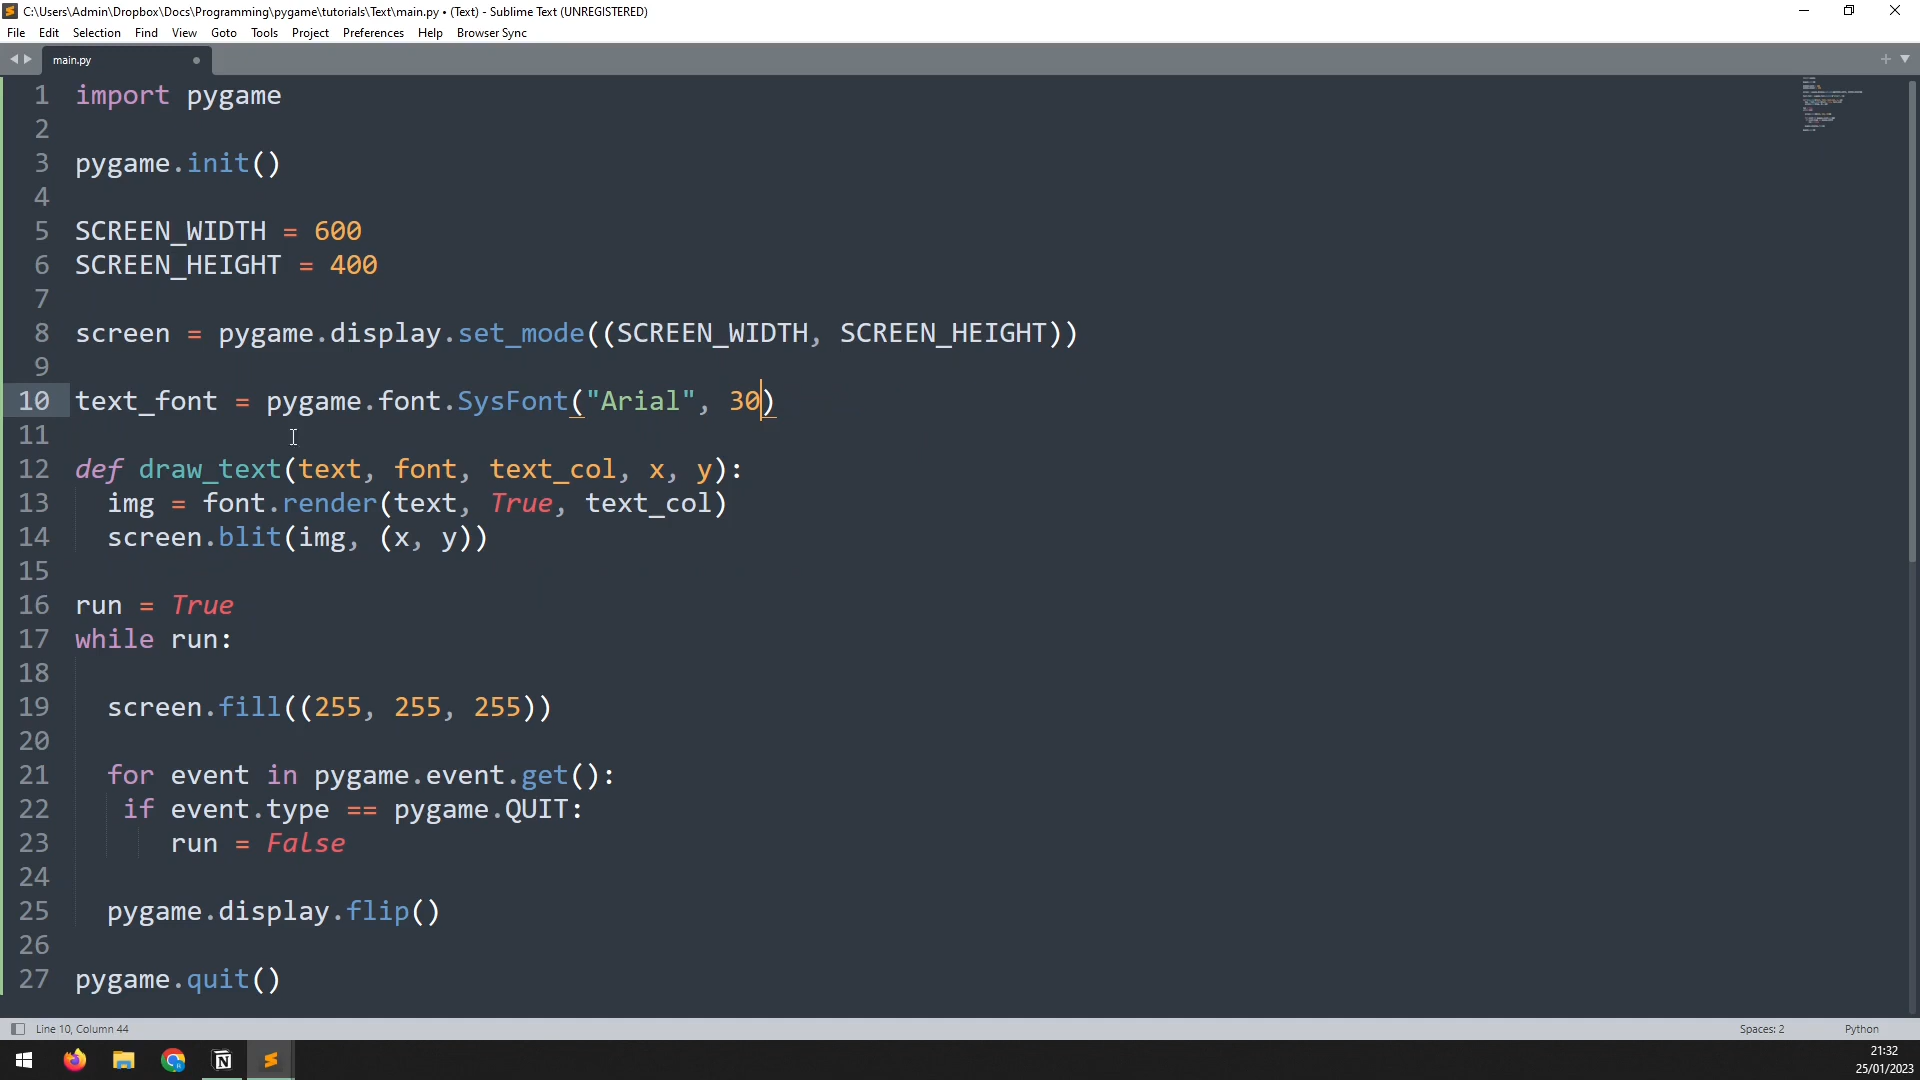 C:\Users\Admin\Dropbox\Docs\Programming\pygame\tutorials\Text\main.py • (Text) - Sublime Text (UNREGISTERED)
File Edit Selection Find View Goto Tools Project Preferences Help Browser Sync
main.py
1 import pygame
2
3 pygame.init()
4
5 SCREEN_WIDTH = 600
6 SCREEN_HEIGHT = 400
7
8 screen = pygame.display.set_mode((SCREEN_WIDTH, SCREEN_HEIGHT))
9
10 text_font = pygame.font.SysFont("Arial", 30)
11
12 def draw_text(text, font, text_col, x, y):
13   img = font.render(text, True, text_col)
14   screen.blit(img, (x, y))
15
16 run = True
17 while run:
18
19   screen.fill((255, 255, 255))
20
21   for event in pygame.event.get():
22    if event.type == pygame.QUIT:
23       run = False
24
25   pygame.display.flip()
26
27 pygame.quit()
Line 10, Column 44 Spaces: 2 Python
21:32
25/01/2023